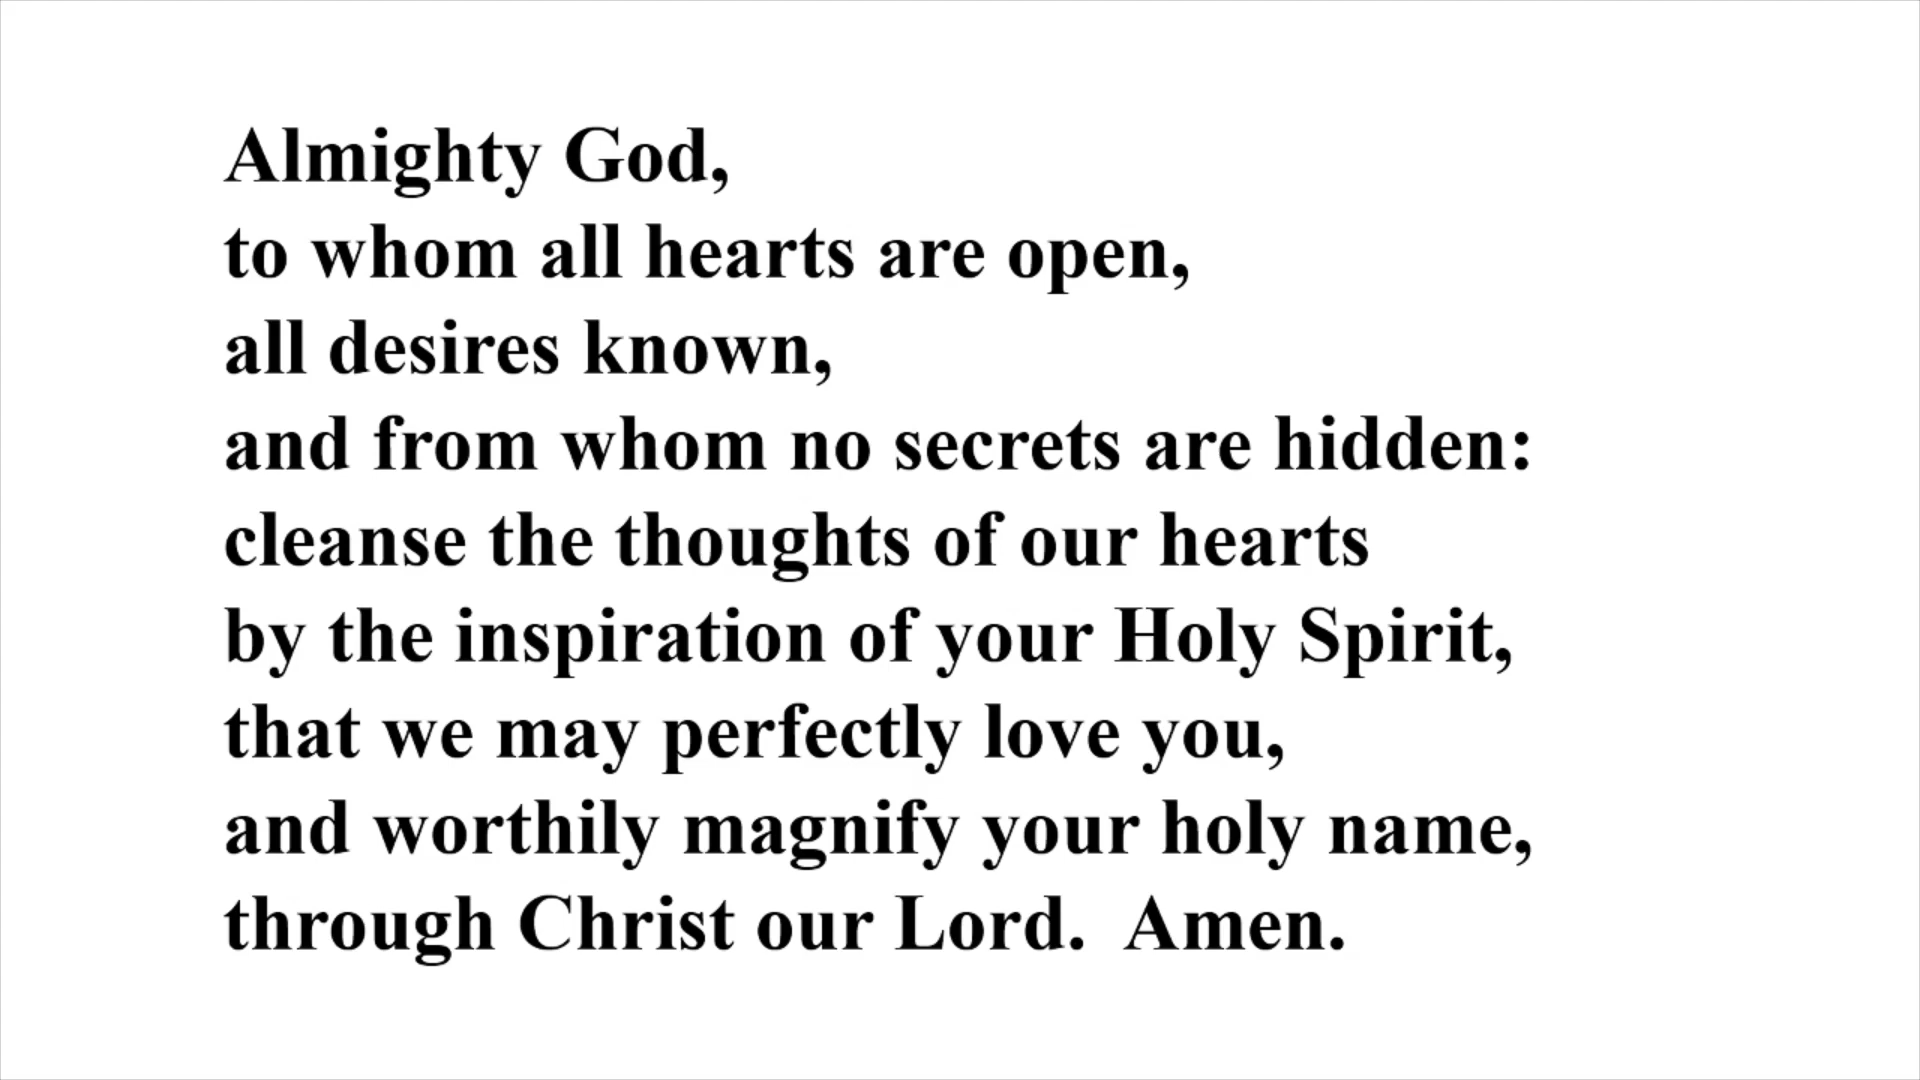 Almighty God,
to whom all hearts are open,
all desires known,
and from whom no secrets are hidden:
cleanse the thoughts of our hearts
by the inspiration of your Holy Spirit,
that we may perfectly love you,
and worthily magnify your holy name,
through Christ our Lord.  Amen.